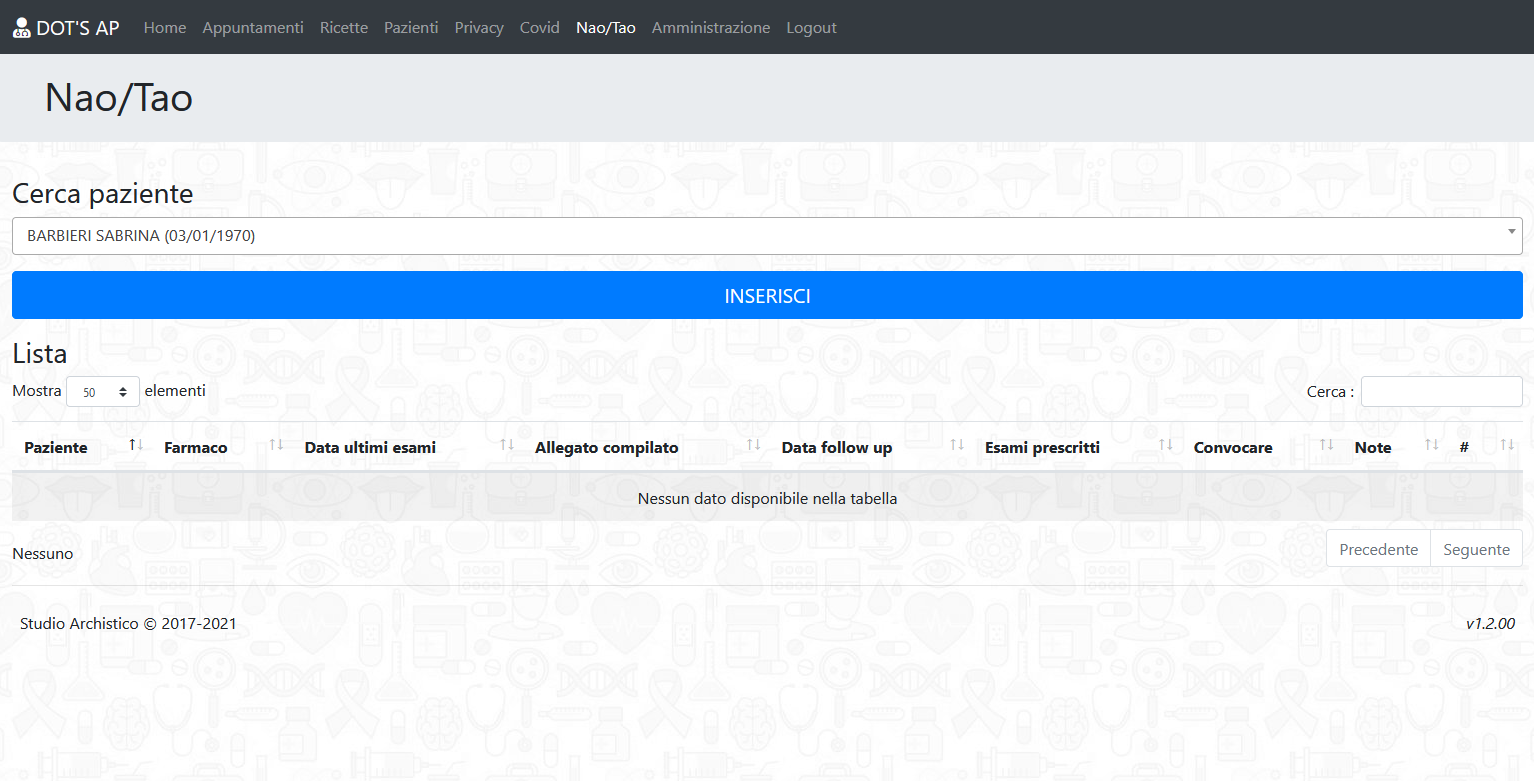 DOT'S AP Home Appuntamenti Ricette Pazienti Privacy Covid Nao/Tao Amministrazione Logout
Nao/Tao
Cerca paziente
BARBIERI SABRINA (03/01/1970)
INSERISCI
Lista
Mostra 50 elementi Cerca :
Paziente Farmaco Data ultimi esami Allegato compilato Data follow up Esami prescritti Convocare Note #
Nessun dato disponibile nella tabella
Nessuno Precedente Seguente
Studio Archistico © 2017-2021 v1.2.00